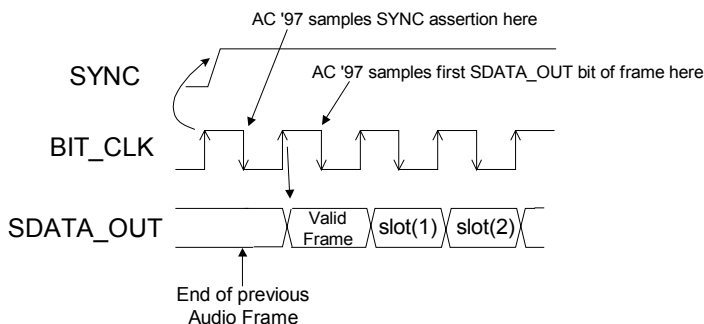 AC '97 samples SYNC assertion here
SYNC
AC '97 samples first SDATA_OUT bit of frame here
BIT_CLK
SDATA_OUT
Valid
Frame
slot(1)
slot(2)
End of previous
Audio Frame